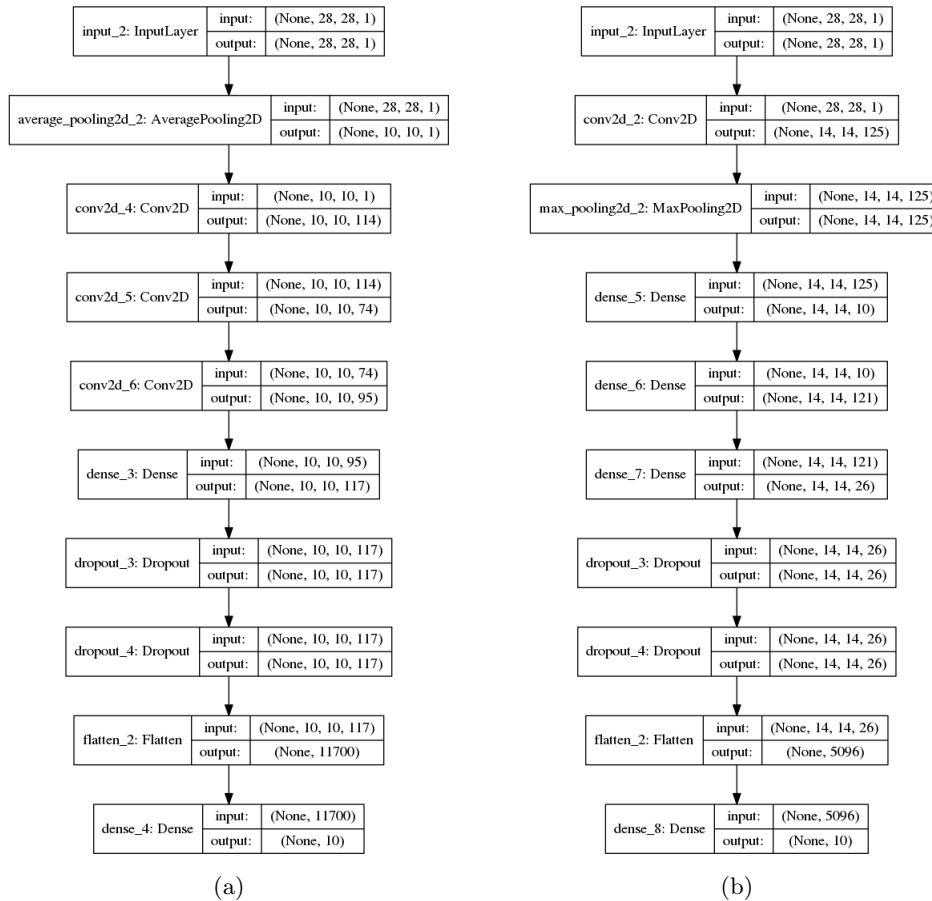 input_2: InputLayer
input: (None, 28, 28, 1)
output: (None, 28, 28, 1)
average_pooling2d_2: AveragePooling2D
input: (None, 28, 28, 1)
output: (None, 10, 10, 1)
conv2d_4: Conv2D
input: (None, 10, 10, 1)
output: (None, 10, 10, 114)
conv2d_5: Conv2D
input: (None, 10, 10, 114)
output: (None, 10, 10, 74)
conv2d_6: Conv2D
input: (None, 10, 10, 74)
output: (None, 10, 10, 95)
dense_3: Dense
input: (None, 10, 10, 95)
output: (None, 10, 10, 117)
dropout_3: Dropout
input: (None, 10, 10, 117)
output: (None, 10, 10, 117)
dropout_4: Dropout
input: (None, 10, 10, 117)
output: (None, 10, 10, 117)
flatten_2: Flatten
input: (None, 10, 10, 117)
output: (None, 11700)
dense_4: Dense
input: (None, 11700)
output: (None, 10)
(a)
input_2: InputLayer
input: (None, 28, 28, 1)
output: (None, 28, 28, 1)
conv2d_2: Conv2D
input: (None, 28, 28, 1)
output: (None, 14, 14, 125)
max_pooling2d_2: MaxPooling2D
input: (None, 14, 14, 125)
output: (None, 14, 14, 125)
dense_5: Dense
input: (None, 14, 14, 125)
output: (None, 14, 14, 10)
dense_6: Dense
input: (None, 14, 14, 10)
output: (None, 14, 14, 121)
dense_7: Dense
input: (None, 14, 14, 121)
output: (None, 14, 14, 26)
dropout_3: Dropout
input: (None, 14, 14, 26)
output: (None, 14, 14, 26)
dropout_4: Dropout
input: (None, 14, 14, 26)
output: (None, 14, 14, 26)
flatten_2: Flatten
input: (None, 14, 14, 26)
output: (None, 5096)
dense_8: Dense
input: (None, 5096)
output: (None, 10)
(b)